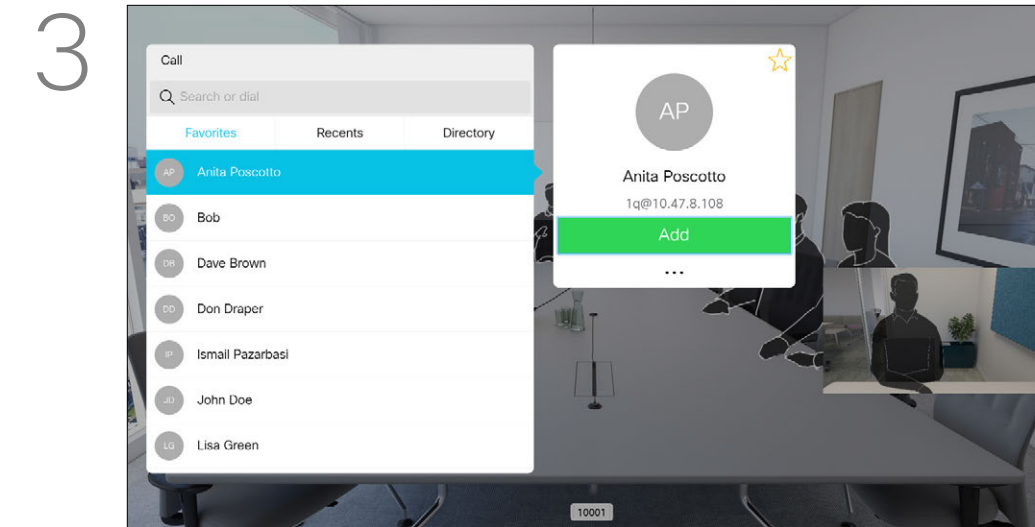 3
Call
Search or dial
Favorites Recents Directory
AP Anita Poscotto
BO Bob
DB Dave Brown
DD Don Draper
IP Ismail Pazarbasi
JD John Doe
LG Lisa Green
AP
Anita Poscotto
1q@10.47.8.108
Add
...
10001